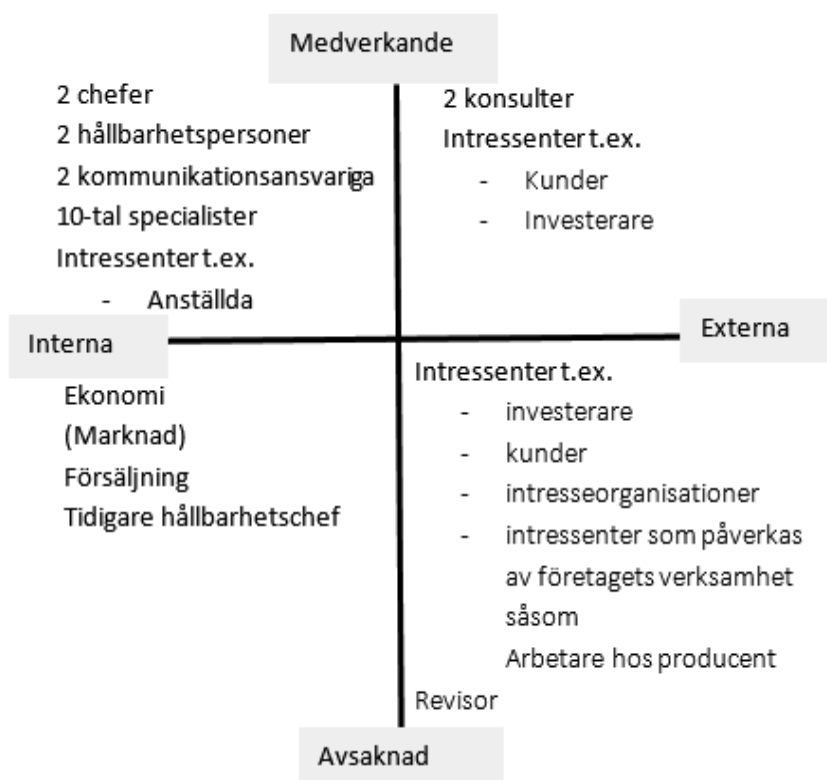 Medverkande
2 chefer
2 hållbarhetspersoner
2 kommunikationsansvariga
10-tal specialister
Intressenter t.ex.
- Anställda
2 konsulter
Intressenter t.ex.
- Kunder
- Investerare
Interna
Externa
Ekonomi
(Marknad)
Försäljning
Tidigare hållbarhetschef
Intressenter t.ex.
- investerare
- kunder
- intresseorganisationer
- intressenter som påverkas
av företagets verksamhet
såsom
Arbetare hos producent
Revisor
Avsaknad